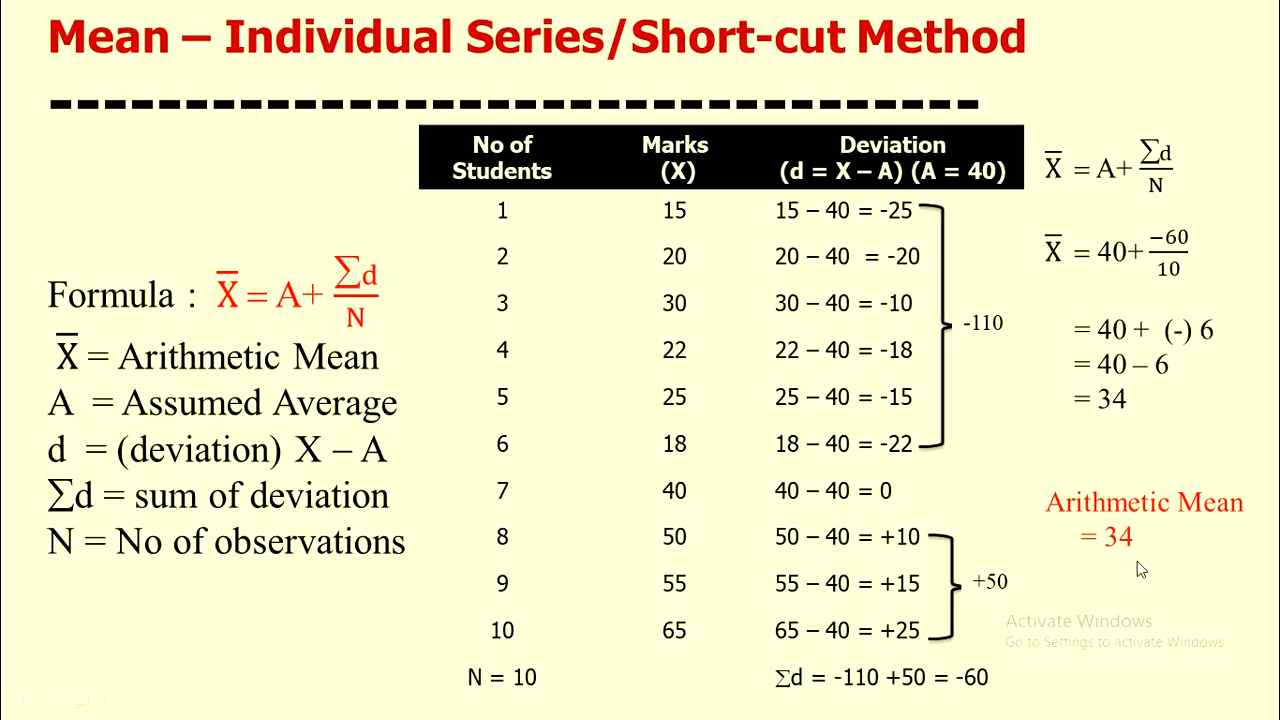 Mean – Individual Series/Short-cut Method
No of Students Marks (X) Deviation (d = X – A) (A = 40)
1 15 15 – 40 = -25
2 20 20 – 40 = -20
3 30 30 – 40 = -10
4 22 22 – 40 = -18
5 25 25 – 40 = -15
6 18 18 – 40 = -22
7 40 40 – 40 = 0
8 50 50 – 40 = +10
9 55 55 – 40 = +15
10 65 65 – 40 = +25
N = 10 ∑d = -110 +50 = -60
-110
+50
Formula : X̅ = A+ ∑d/N
X̅ = Arithmetic Mean
A = Assumed Average
d = (deviation) X – A
∑d = sum of deviation
N = No of observations
X̅ = A+ ∑d/N
X̅ = 40+ −60/10
= 40 + (-) 6
= 40 – 6
= 34
Arithmetic Mean
= 34
Activate Windows
Go to Settings to activate Windows.